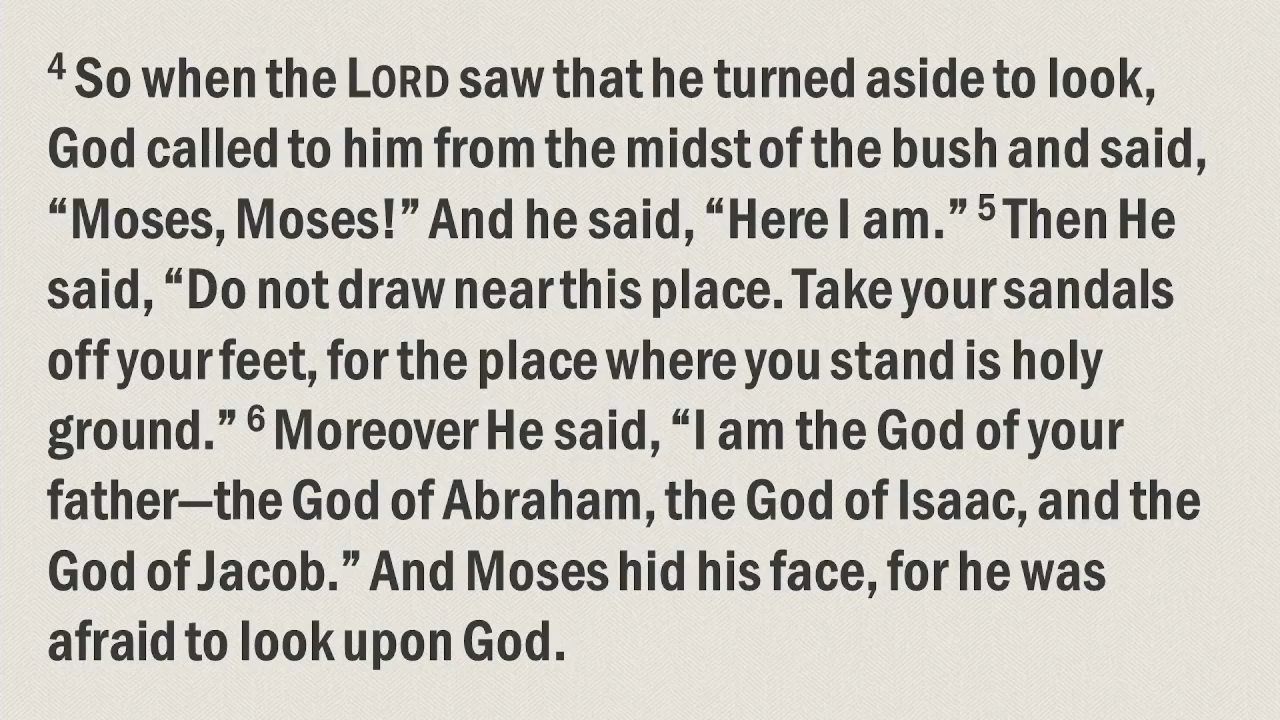 4 So when the LORD saw that he turned aside to look,
God called to him from the midst of the bush and said,
“Moses, Moses!” And he said, “Here I am.” 5 Then He
said, “Do not draw near this place. Take your sandals
off your feet, for the place where you stand is holy
ground.” 6 Moreover He said, “I am the God of your
father—the God of Abraham, the God of Isaac, and the
God of Jacob.” And Moses hid his face, for he was
afraid to look upon God.